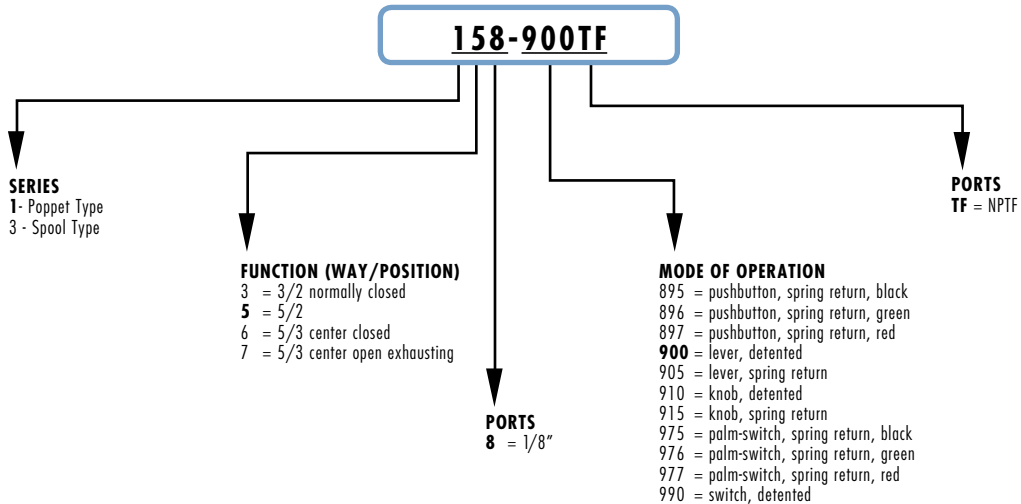 158-900TF
SERIES
1- Poppet Type
3 - Spool Type
FUNCTION (WAY/POSITION)
3 = 3/2 normally closed
5 = 5/2
6 = 5/3 center closed
7 = 5/3 center open exhausting
PORTS
8 = 1/8"
MODE OF OPERATION
895 = pushbutton, spring return, black
896 = pushbutton, spring return, green
897 = pushbutton, spring return, red
900 = lever, detented
905 = lever, spring return
910 = knob, detented
915 = knob, spring return
975 = palm-switch, spring return, black
976 = palm-switch, spring return, green
977 = palm-switch, spring return, red
990 = switch, detented
PORTS
TF = NPTF